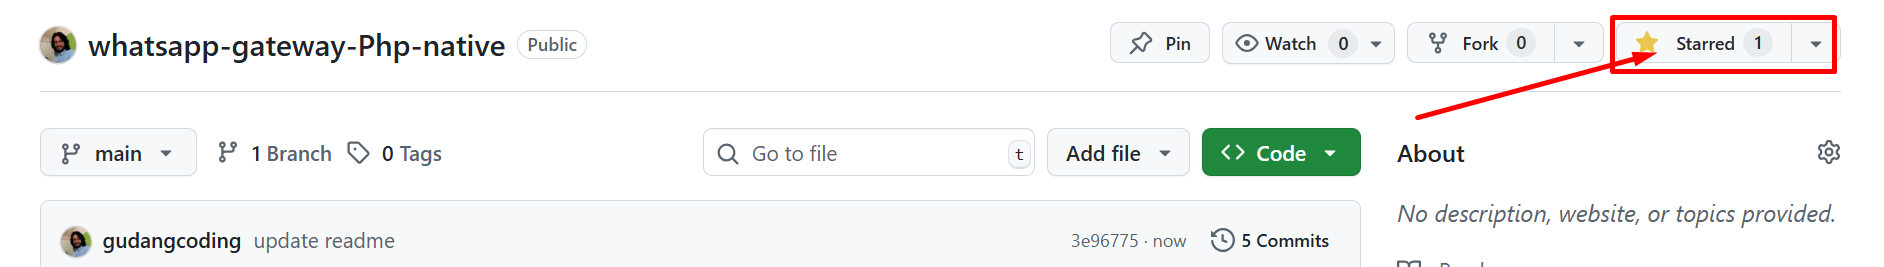 whatsapp-gateway-Php-native Public Pin Watch 0 Fork 0 Starred 1
main 1 Branch 0 Tags Go to file t Add file Code About
No description, website, or topics provided.
gudangcoding update readme 3e96775 · now 5 Commits